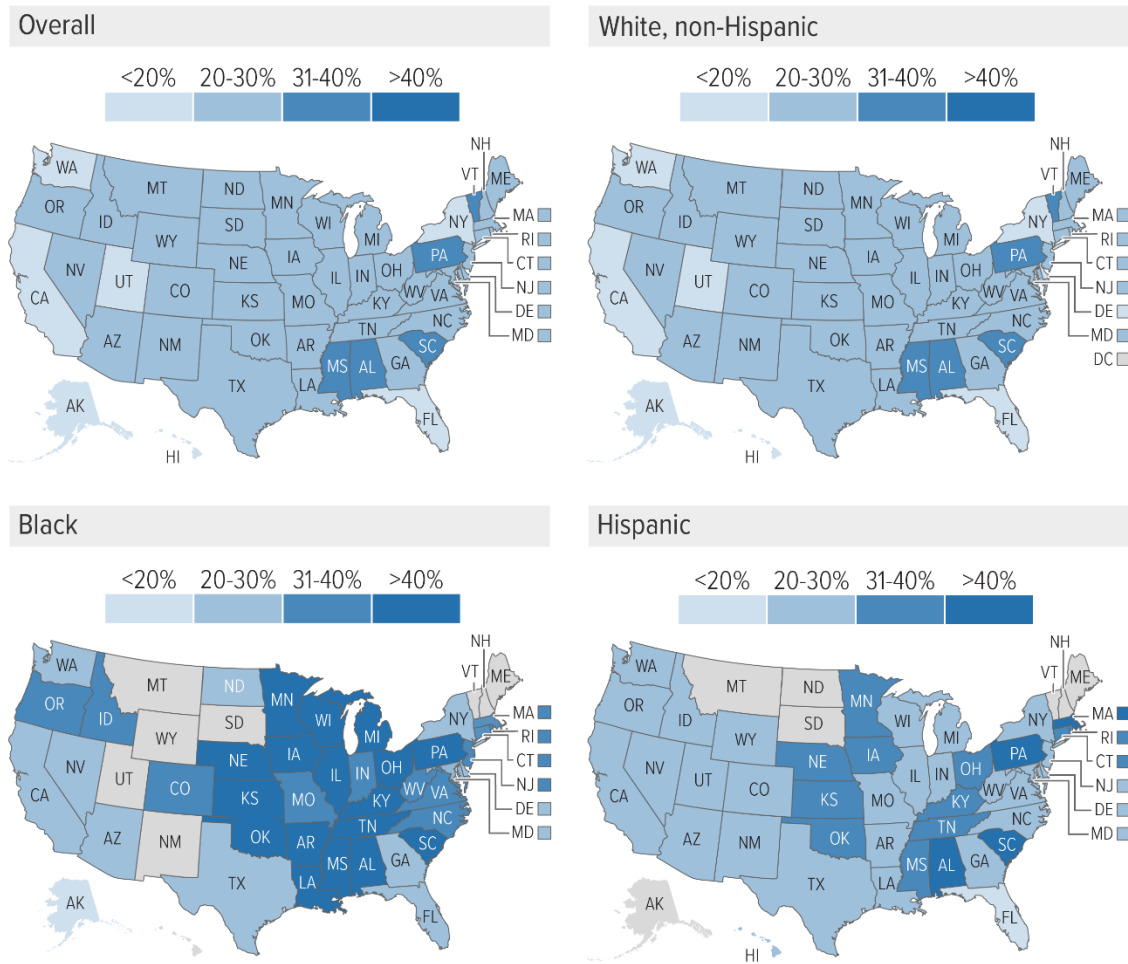 Overall
<20% 20-30% 31-40% >40%
NH
WA VT ME
MT ND MN
OR NY MA
ID SD WI MI RI
WY PA CT
IA NJ
NE OH
NV UT IL IN DE
CA CO WV VA MD
KS MO KY
NC
TN
AZ NM OK AR SC
MS AL GA
TX LA
AK FL
HI
White, non-Hispanic
<20% 20-30% 31-40% >40%
NH
WA VT ME
MT ND MN
OR NY MA
ID SD WI MI RI
WY PA CT
IA NJ
NE OH
NV UT IL IN DE
CA CO WV VA MD
KS MO KY
NC DC
TN
AZ NM OK AR SC
MS AL GA
TX LA
AK FL
HI
Black
<20% 20-30% 31-40% >40%
NH
WA VT ME
MT ND MN
OR NY MA
ID SD WI MI RI
WY PA CT
IA NJ
NE OH
NV UT IL IN DE
CA CO WV VA MD
KS MO KY
NC
TN
AZ NM OK AR SC
MS AL GA
TX LA
AK FL
Hispanic
<20% 20-30% 31-40% >40%
NH
WA VT ME
MT ND MN
OR NY MA
ID SD WI MI RI
WY PA CT
IA NJ
NE OH
NV UT IL IN DE
CA CO WV VA MD
KS MO KY
NC
TN
AZ NM OK AR SC
MS AL GA
TX LA
AK FL
HI